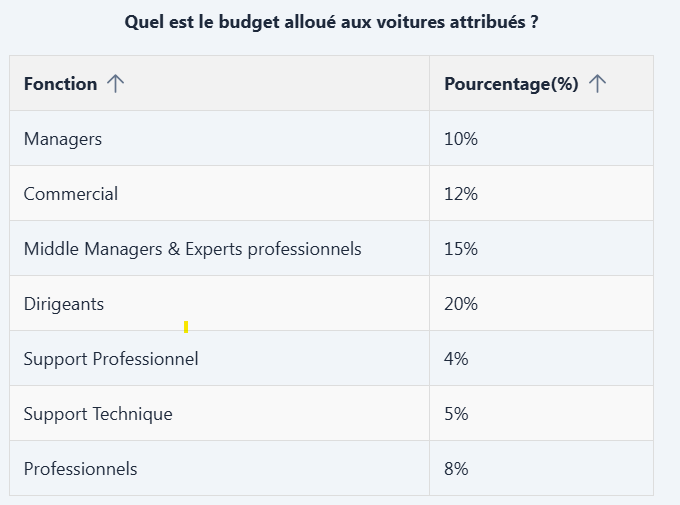 Quel est le budget alloué aux voitures attribués ?
Fonction ↑ Pourcentage(%) ↑
Managers 10%
Commercial 12%
Middle Managers & Experts professionnels 15%
Dirigeants 20%
Support Professionnel 4%
Support Technique 5%
Professionnels 8%